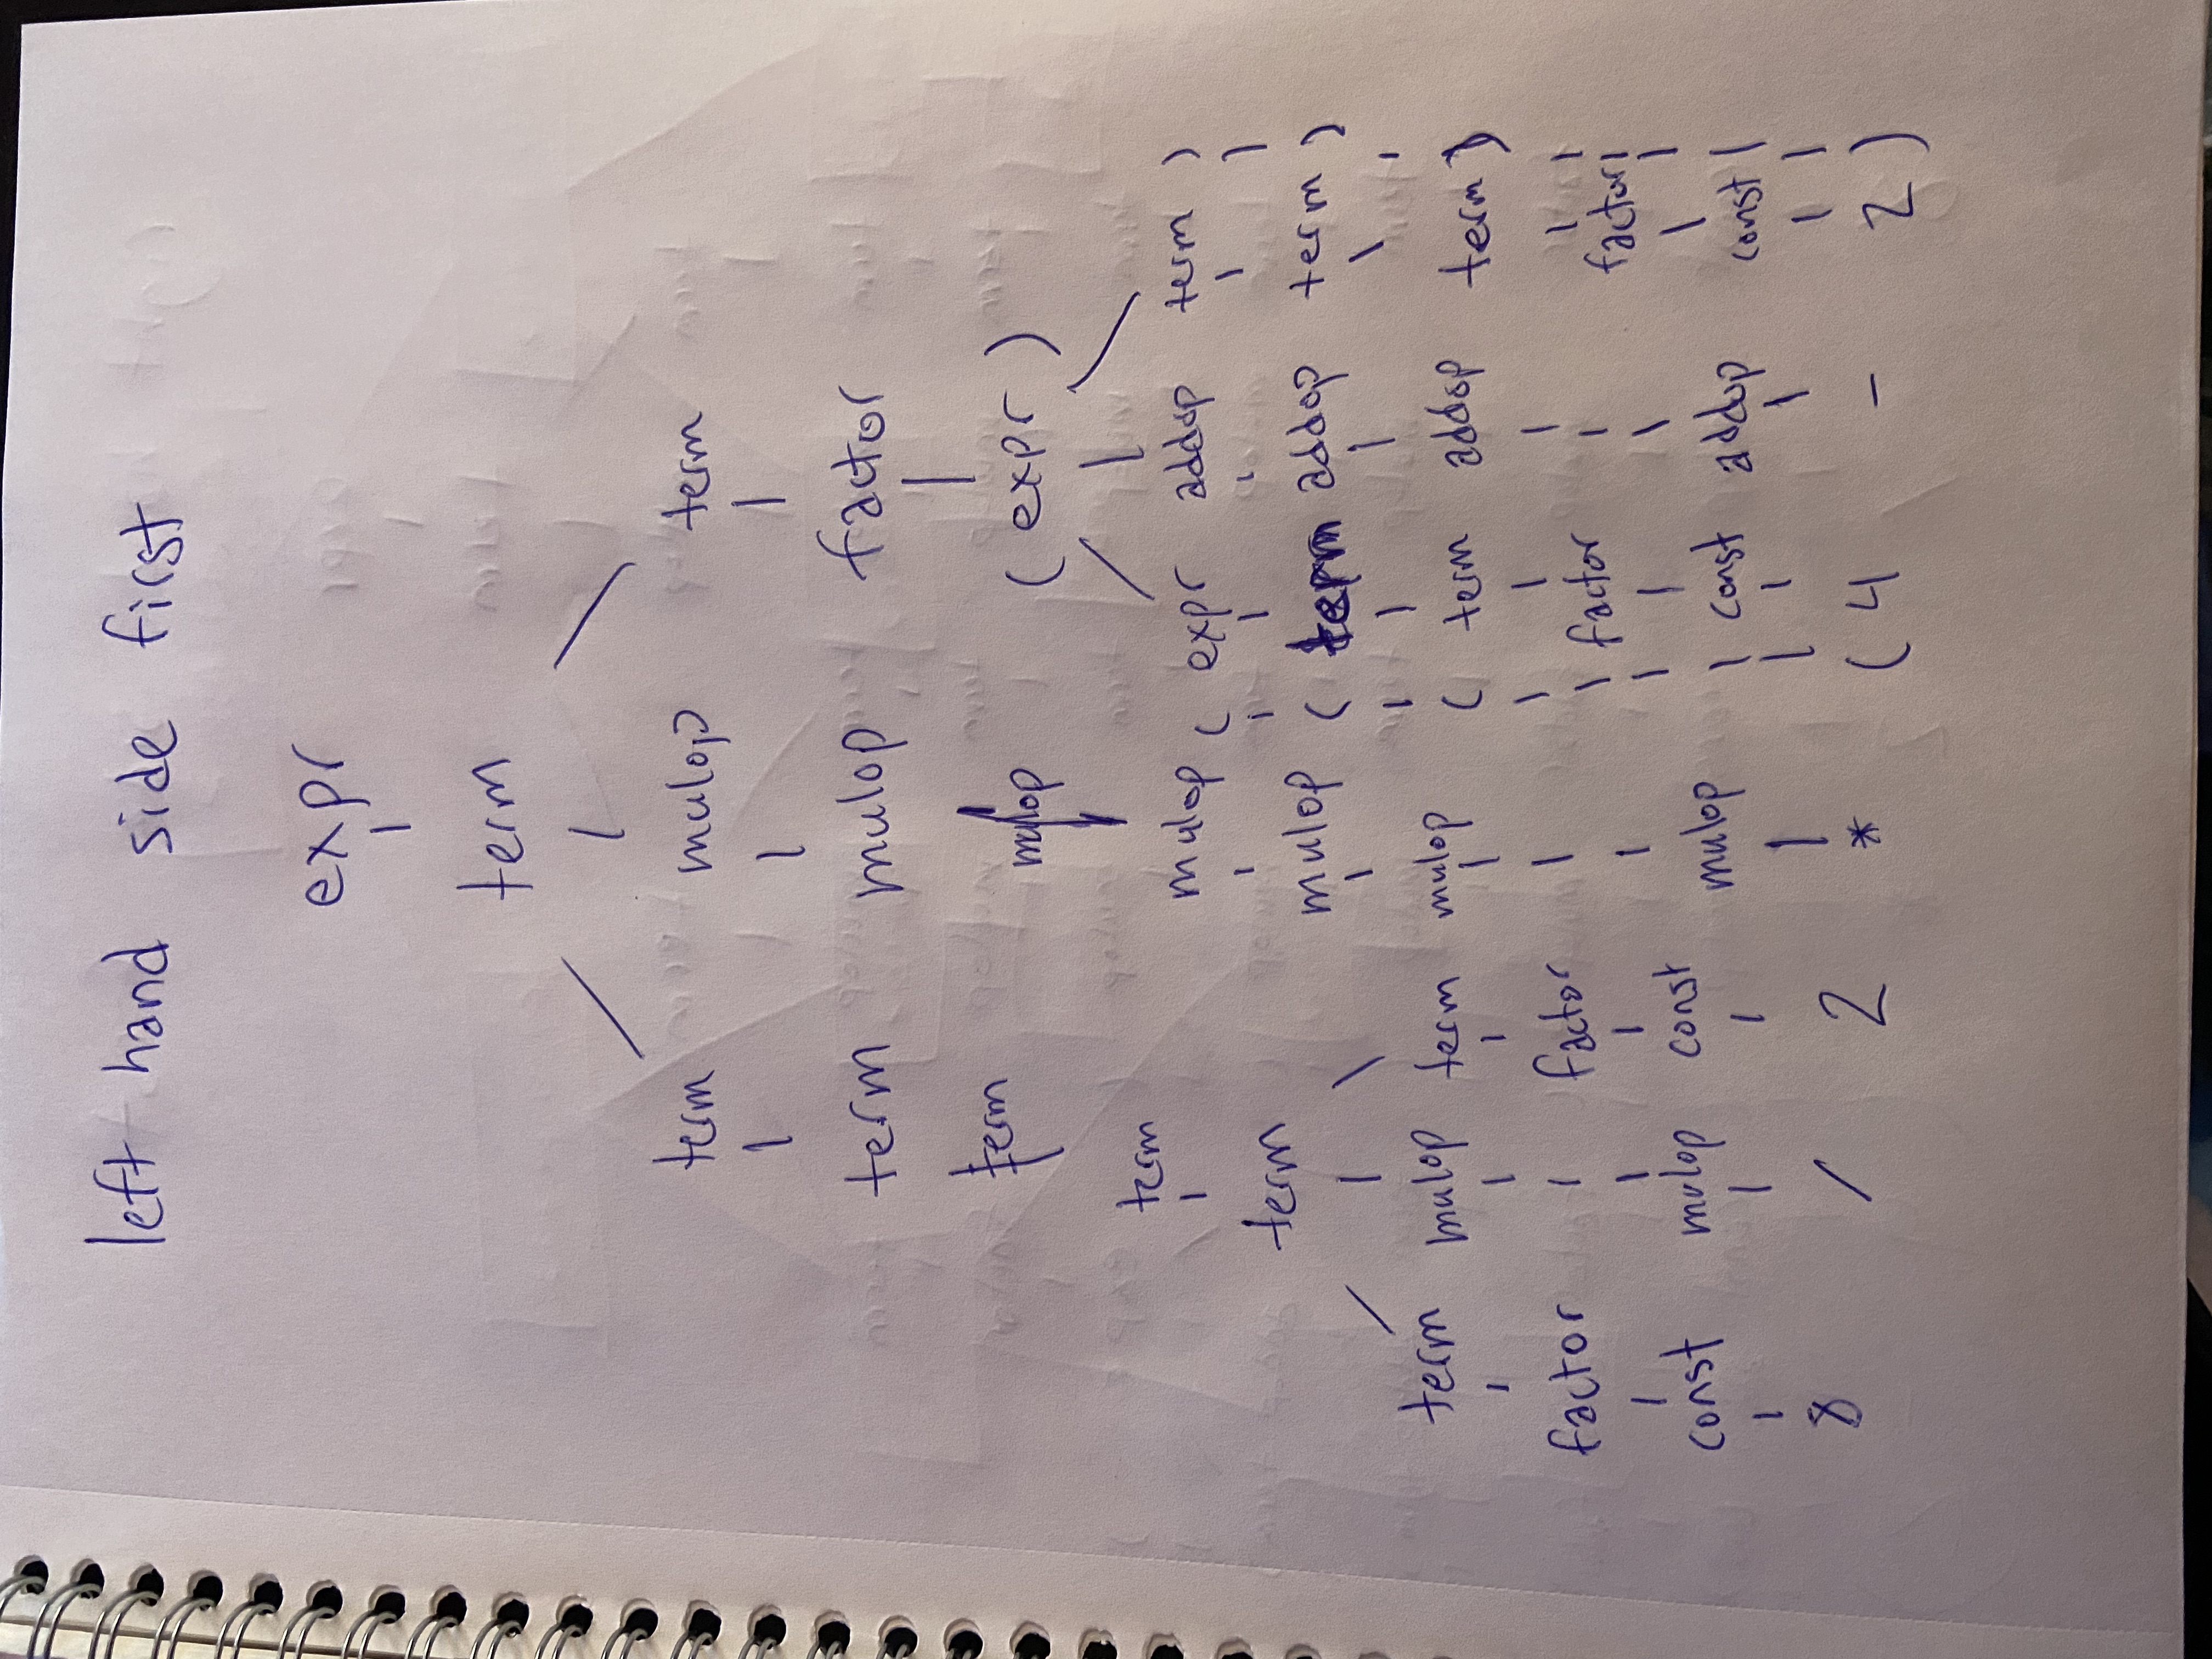 left hand side first
expr
term
term mulop term
term mulop factor
term mulop ( expr )
term mulop ( expr addop term )
term mulop ( term addop term )
term mulop term mulop ( term addop term )
factor factor factor factor
const mulop const mulop const addop const
8 / 2 * ( 4 - 2 )